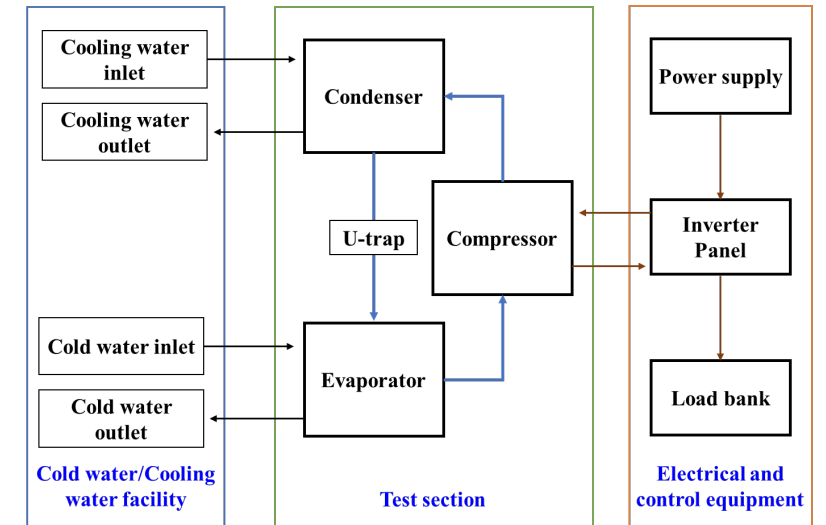 Cooling water
inlet
Cooling water
outlet
Cold water inlet
Cold water
outlet
Cold water/Cooling
water facility
Condenser
U-trap
Compressor
Evaporator
Test section
Power supply
Inverter
Panel
Load bank
Electrical and
control equipment